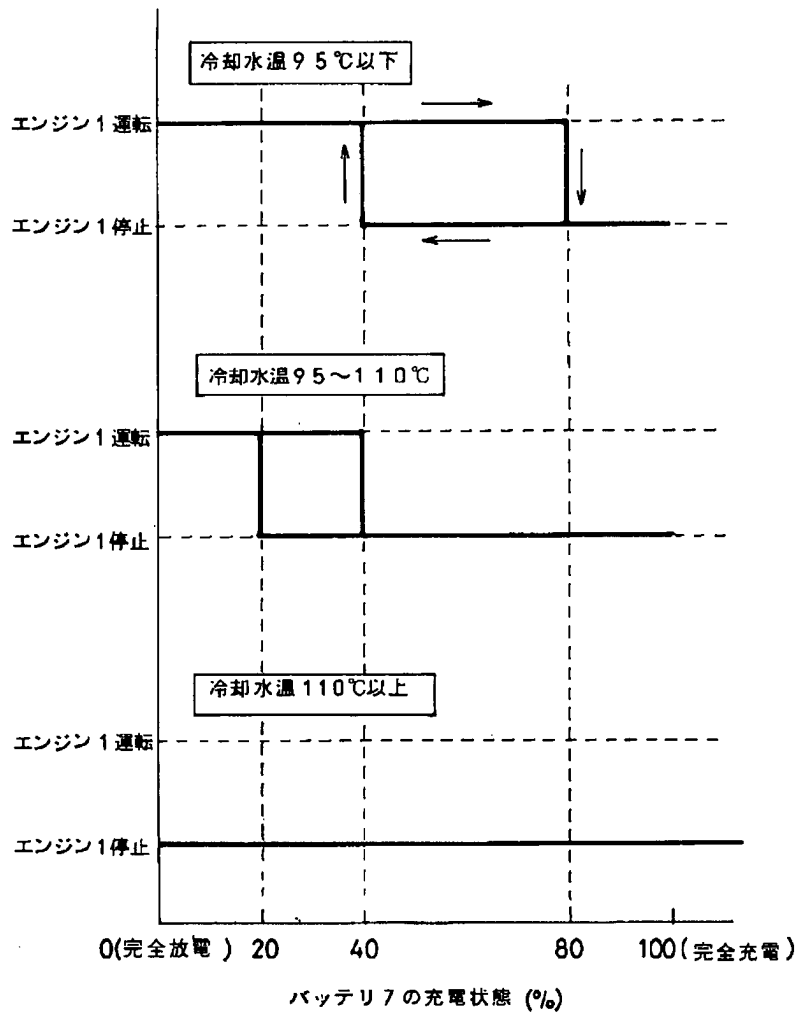 冷却水温95℃以下
エンジン1運転
エンジン1停止
冷却水温95～110℃
エンジン1運転
エンジン1停止
冷却水温110℃以上
エンジン1運転
エンジン1停止
0(完全放電) 20 40 80 100(完全充電)
バッテリ7の充電状態 (%)